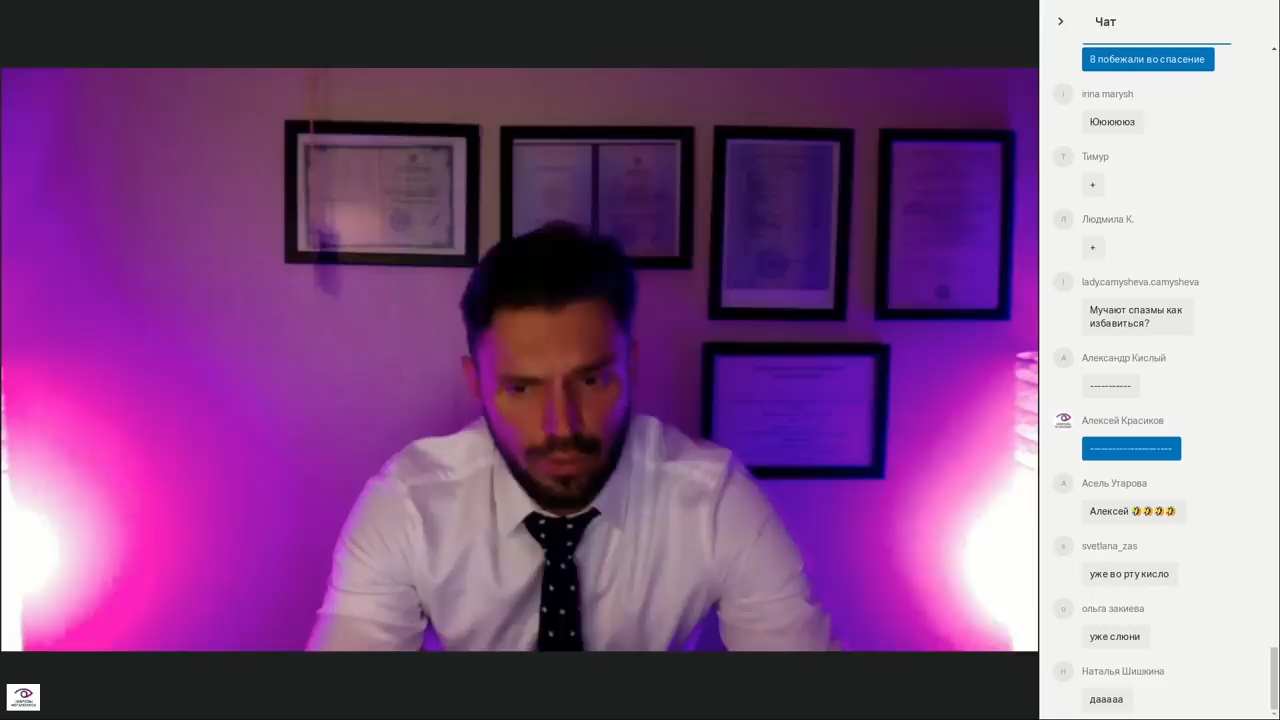 Чат
8 побежали во спасение
irina marysh
Юююююз
Тимур
+
Людмила К.
+
lady.camysheva.camysheva
Мучают спазмы как
избавиться?
Александр Кислый
-----------
Алексей Красиков
---------------------
Асель Утарова
Алексей 🤣🤣🤣🤣
svetlana_zas
уже во рту кисло
ольга закиева
уже слюни
Наталья Шишкина
дааааа